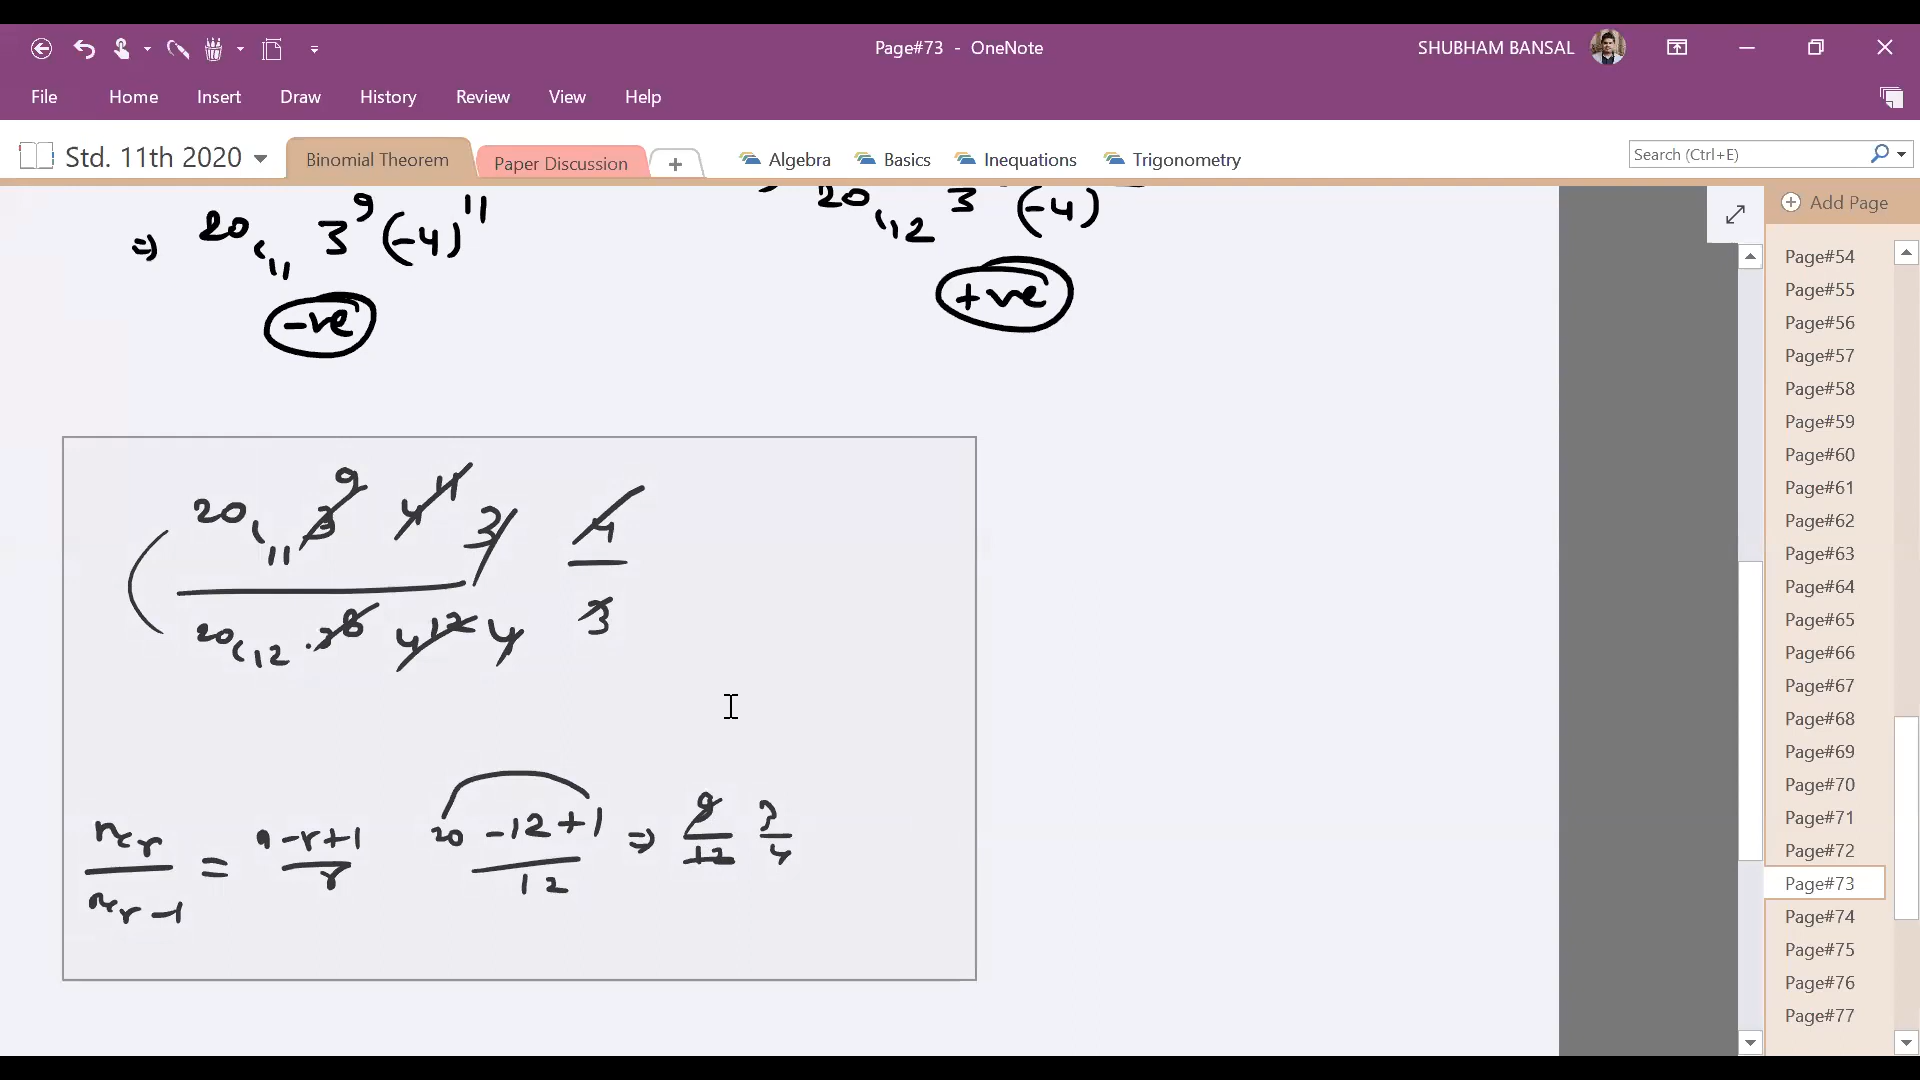 Page#73 - OneNote
SHUBHAM BANSAL
File Home Insert Draw History Review View Help
Std. 11th 2020
Binomial Theorem
Paper Discussion
+
Algebra
Basics
Inequations
Trigonometry
Search (Ctrl+E)
Add Page
Page#54
Page#55
Page#56
Page#57
Page#58
Page#59
Page#60
Page#61
Page#62
Page#63
Page#64
Page#65
Page#66
Page#67
Page#68
Page#69
Page#70
Page#71
Page#72
Page#73
Page#74
Page#75
Page#76
Page#77
⇒ 20C11 3^9 (-4)^11
-ve
20C12 3 (-4)
+ve
20C11 3^9 4^11 3 4
20C12 . 3^8 4^12 4 3
nCr = n-r+1 20-12+1 ⇒ 9 3
nCr-1 r 12 12 4